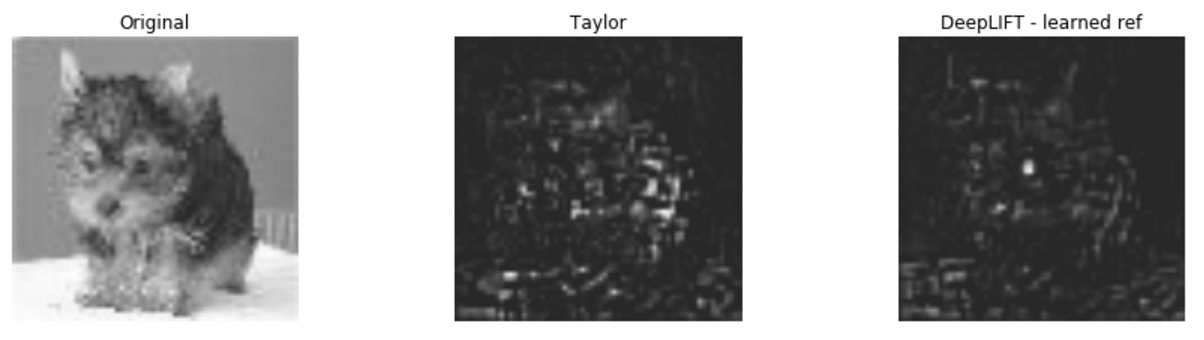 Original
Taylor
DeepLIFT - learned ref